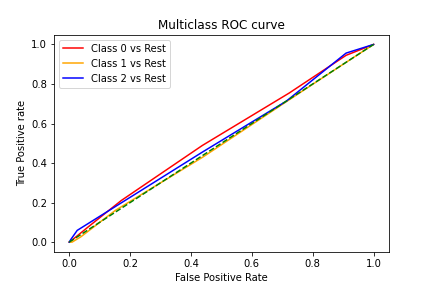 Multiclass ROC curve
Class 0 vs Rest
Class 1 vs Rest
Class 2 vs Rest
True Positive rate
1.0
0.8
0.6
0.4
0.2
0.0
0.0 0.2 0.4 0.6 0.8 1.0
False Positive Rate